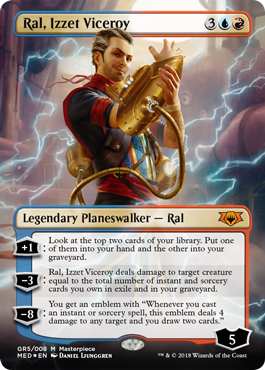 Ral, Izzet Viceroy 3
Legendary Planeswalker — Ral
+1: Look at the top two cards of your library. Put one
of them into your hand and the other into your
graveyard.
-3: Ral, Izzet Viceroy deals damage to target creature
equal to the total number of instant and sorcery
cards you own in exile and in your graveyard.
-8: You get an emblem with "Whenever you cast
an instant or sorcery spell, this emblem deals 4
damage to any target and you draw two cards."
5
GR5/008 M Masterpiece
MED EN Daniel Ljunggren
™ & © 2018 Wizards of the Coast